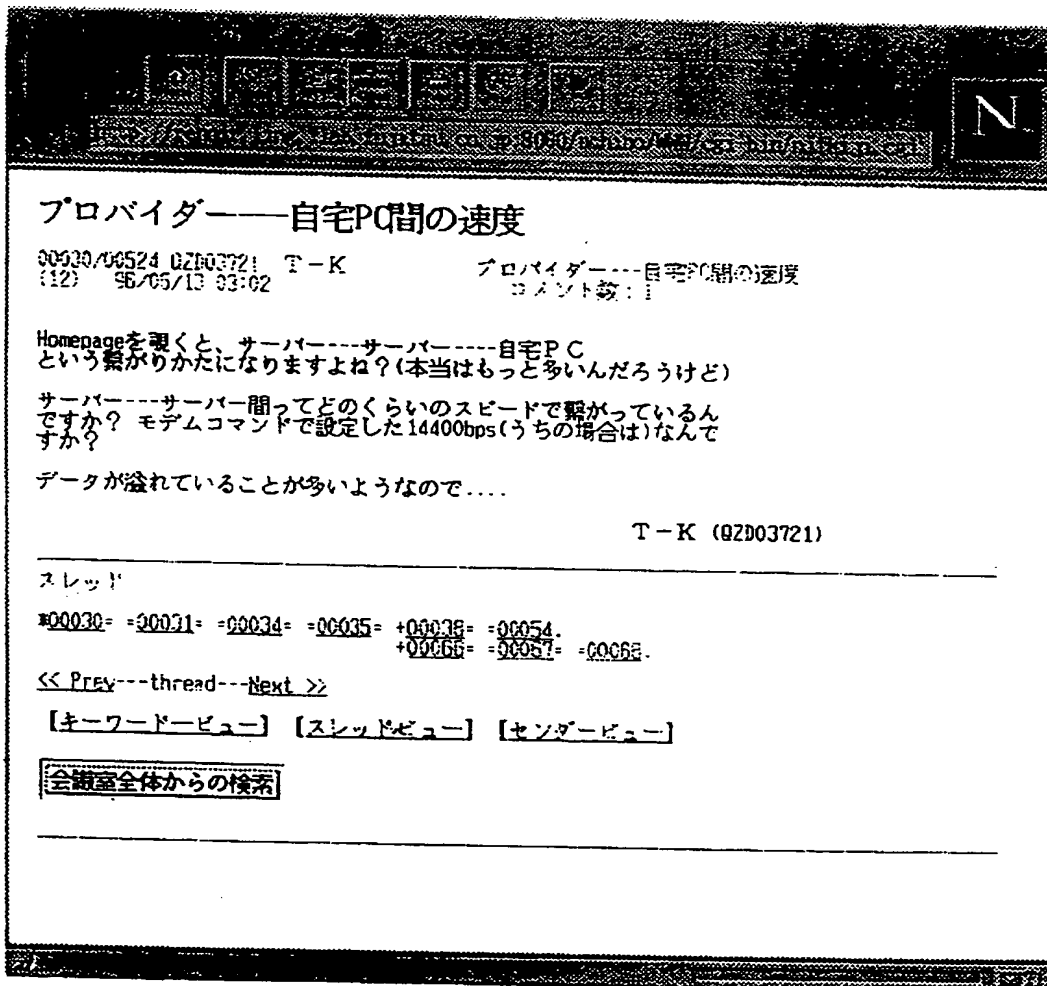 N
プロバイダー----自宅PC間の速度
00030/00524 QZD03721 T-K プロバイダー---自宅PC間の速度
(12) 96/05/13 03:02 コメント数:1
Homepageを覗くと、サーバー---サーバー----自宅PC
という繋がりかたになりますよね?(本当はもっと多いんだろうけど)
サーバー---サーバー間ってどのくらいのスピードで繋がっているん
ですか? モデムコマンドで設定した14400bps(うちの場合は)なんで
すか?
データが溢れていることが多いようなので....
T-K (QZD03721)
スレッド
*00030= =00031= =00034= =00035= +00038= =00054.
+00066= =00067= =00068.
<< Prev---thread---Next >>
[キーワードービュー] [スレッドビュー] [センダービュー]
会議室全体からの検索